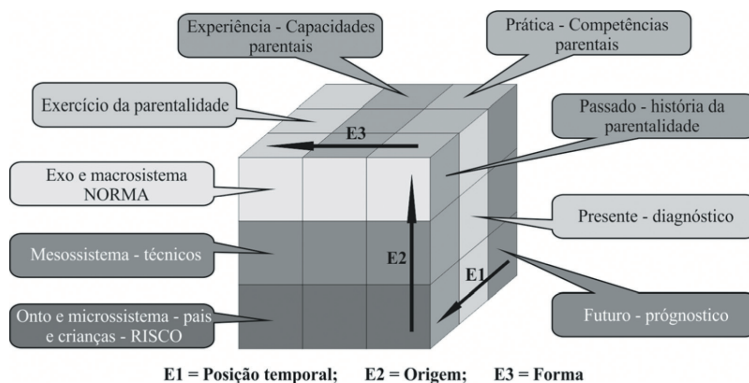 Experiência - Capacidades
parentais
Prática - Competências
parentais
Exercício da parentalidade
Passado - história da
parentalidade
E3
Exo e macrosistema
NORMA
Presente - diagnóstico
Mesossistema - técnicos
E2
E1
Onto e microssistema - pais
e crianças - RISCO
Futuro - prógnostico
E1 = Posição temporal; E2 = Origem; E3 = Forma